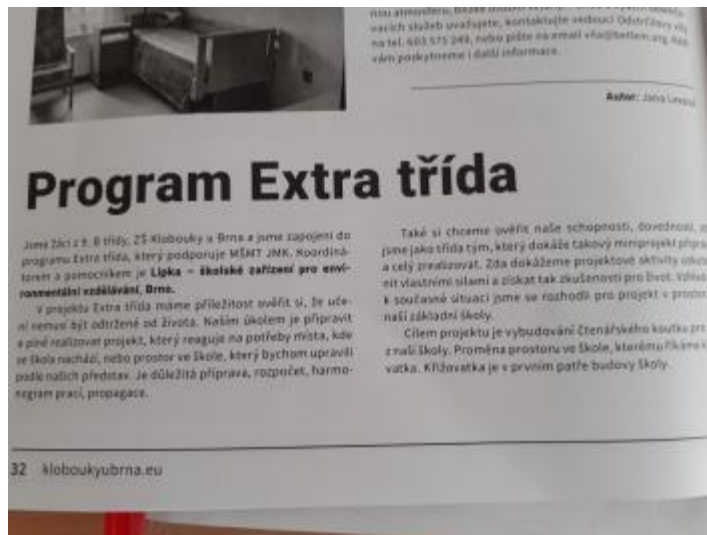 vacích služeb uvažujete, kontaktujte vedoucí Odstrčilovy vily
na tel. 603 575 249, nebo pište na email
vám poskytneme i další informace.
Autor: Jana
Program Extra třída
Jsme žáci z 9. B třídy, ZŠ Klobouky u Brna a jsme zapojeni do
programu Extra třída, který podporuje MŠMT JMK. Koordiná-
torem a pomocníkem je Lipka – školské zařízení pro envi-
ronmentální vzdělávání, Brno.
V projektu Extra třída máme příležitost ověřit si, že uče-
ní nemusí být odtržené od života. Naším úkolem je připravit
a plně realizovat projekt, který reaguje na potřeby místa, kde
se škola nachází, nebo prostor ve škole, který bychom upravili
podle našich představ. Je důležitá příprava, rozpočet, harmo-
nogram prací, propagace.
Také si chceme ověřit naše schopnosti, dovednosti,
jsme jako třída tým, který dokáže takový miniprojekt
a celý zrealizovat. Zda dokážeme projektové aktivity
nit vlastními silami a získat tak zkušenosti pro život.
k současné situaci jsme se rozhodli pro projekt v
naší základní školy.
Cílem projektu je vybudování čtenářského koutku pro
z naší školy. Proměna prostoru ve škole, kterému říkáme
vatka. Křižovatka je v prvním patře budovy školy.
32 kloboukyubrna.eu